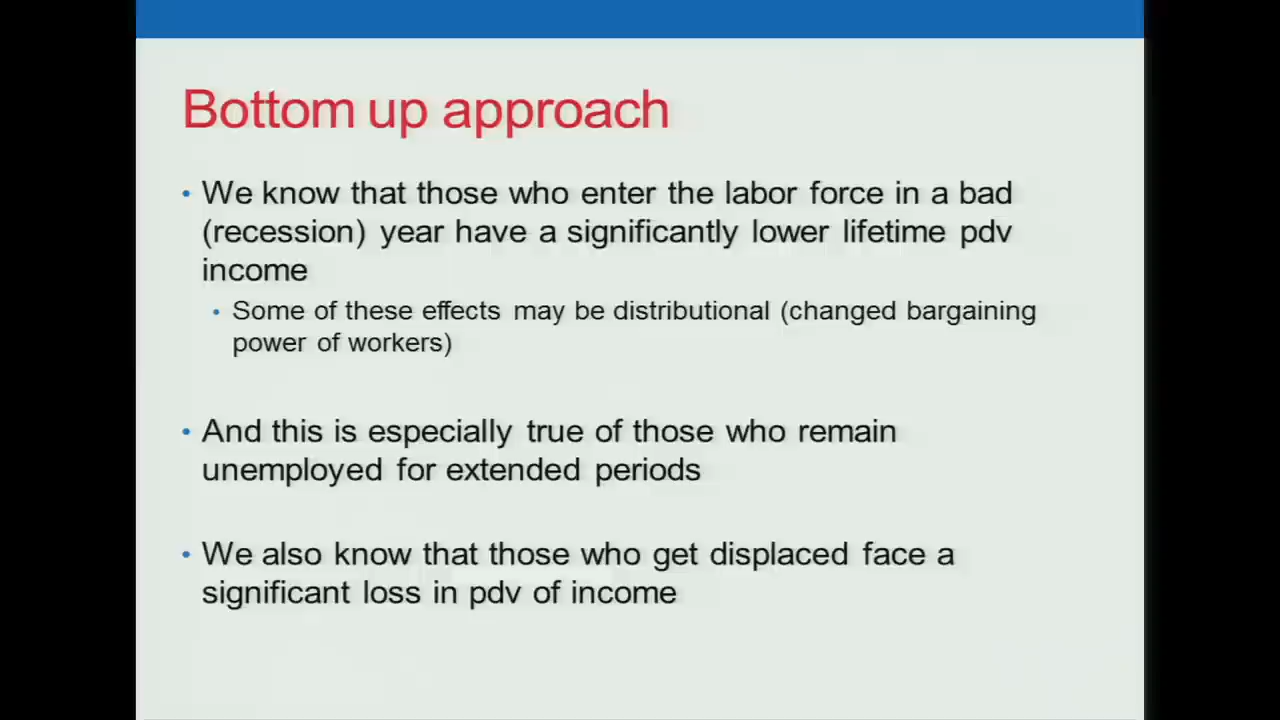 Bottom up approach
• We know that those who enter the labor force in a bad
(recession) year have a significantly lower lifetime pdv
income
• Some of these effects may be distributional (changed bargaining
power of workers)
• And this is especially true of those who remain
unemployed for extended periods
• We also know that those who get displaced face a
significant loss in pdv of income